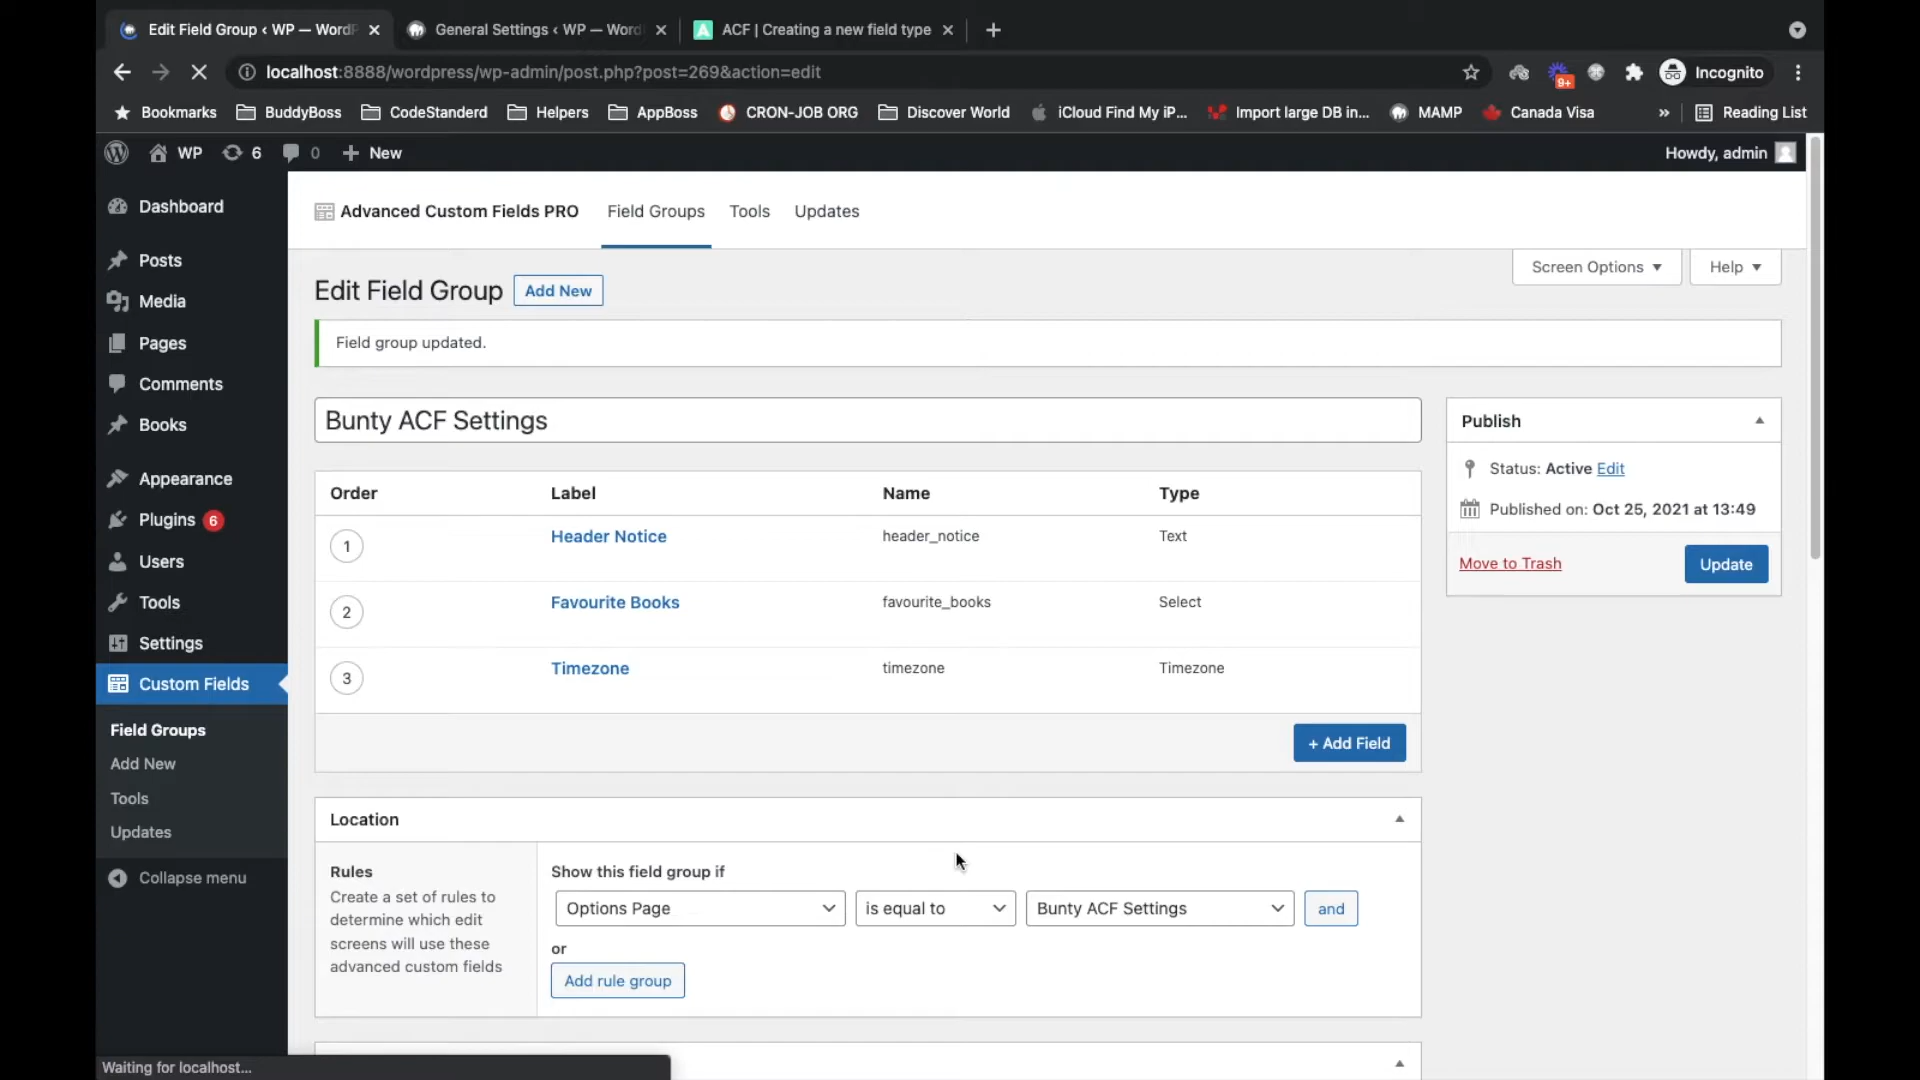 Edit Field Group ‹ WP — WordP
General Settings ‹ WP — Word
ACF | Creating a new field type
localhost:8888/wordpress/wp-admin/post.php?post=269&action=edit
9+
Incognito
Bookmarks
BuddyBoss
CodeStanderd
Helpers
AppBoss
CRON-JOB ORG
Discover World
iCloud Find My iP...
Import large DB in...
MAMP
Canada Visa
»
Reading List
WP
6
0
New
Howdy, admin
Dashboard
Posts
Media
Pages
Comments
Books
Appearance
Plugins 6
Users
Tools
Settings
Custom Fields
Field Groups
Add New
Tools
Updates
Collapse menu
Advanced Custom Fields PRO
Field Groups
Tools
Updates
Screen Options
Help
Edit Field Group
Add New
Field group updated.
Bunty ACF Settings
Order Label Name Type
1 Header Notice header_notice Text
2 Favourite Books favourite_books Select
3 Timezone timezone Timezone
+ Add Field
Publish
Status: Active Edit
Published on: Oct 25, 2021 at 13:49
Move to Trash
Update
Location
Rules
Create a set of rules to
determine which edit
screens will use these
advanced custom fields
Show this field group if
Options Page
is equal to
Bunty ACF Settings
and
or
Add rule group
Waiting for localhost...